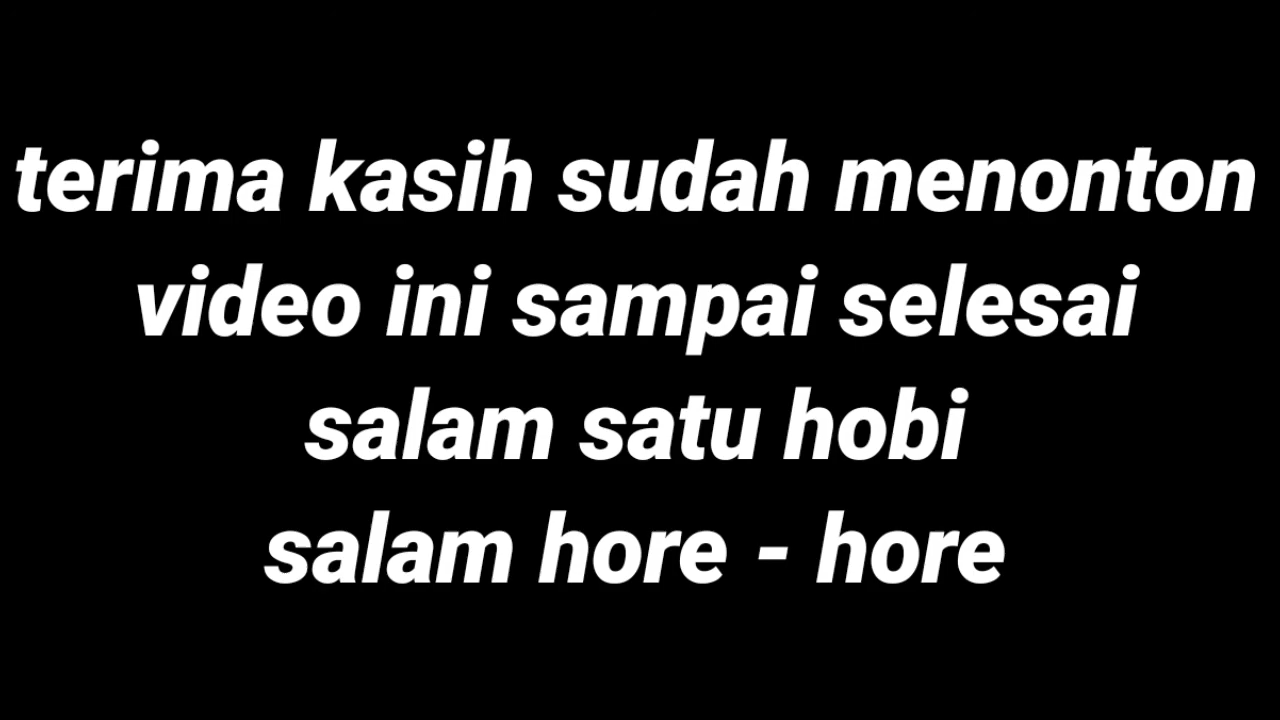 terima kasih sudah menonton
video ini sampai selesai
salam satu hobi
salam hore - hore